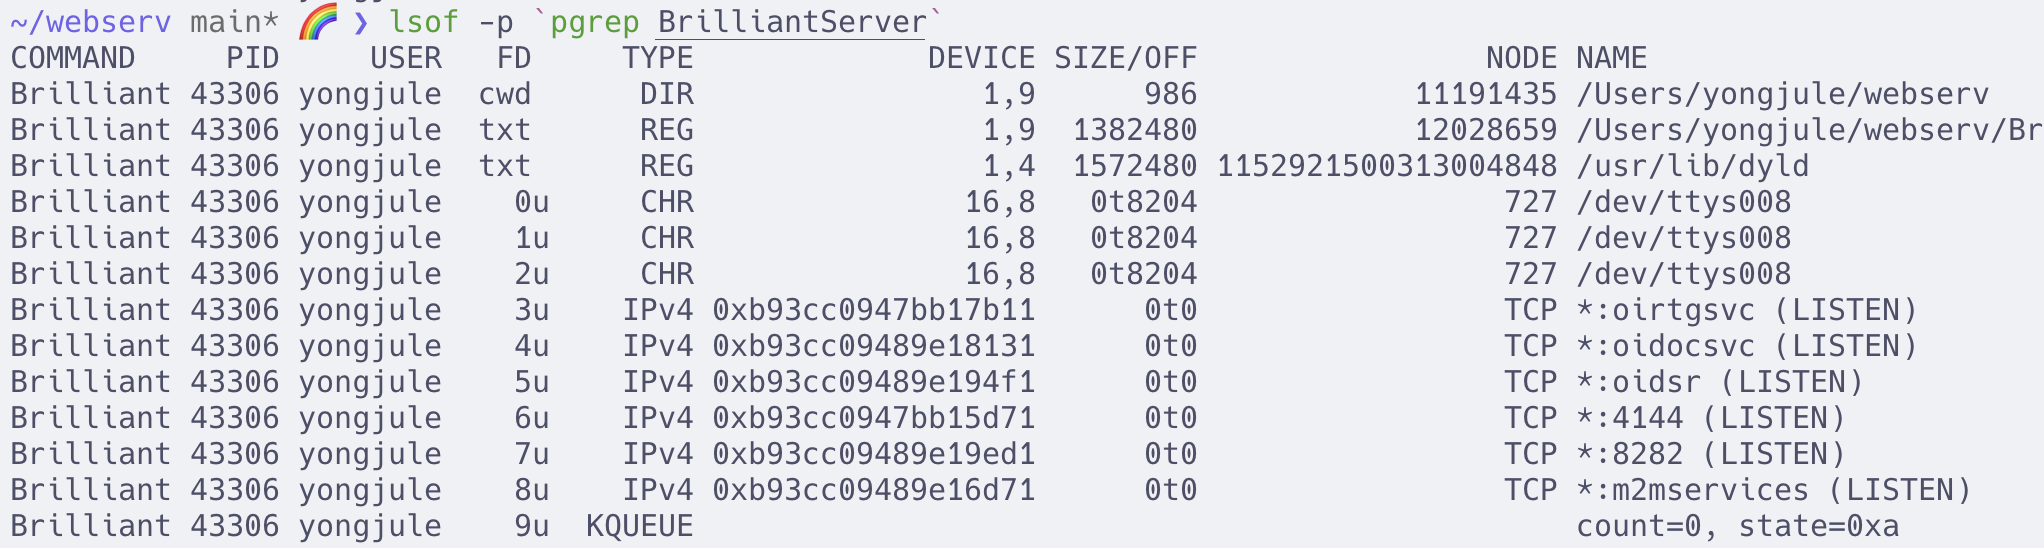 ~/webserv main* 🌈 ❯ lsof -p `pgrep BrilliantServer`
COMMAND PID USER FD TYPE DEVICE SIZE/OFF NODE NAME
Brilliant 43306 yongjule cwd DIR 1,9 986 11191435 /Users/yongjule/webserv
Brilliant 43306 yongjule txt REG 1,9 1382480 12028659 /Users/yongjule/webserv/Br
Brilliant 43306 yongjule txt REG 1,4 1572480 1152921500313004848 /usr/lib/dyld
Brilliant 43306 yongjule 0u CHR 16,8 0t8204 727 /dev/ttys008
Brilliant 43306 yongjule 1u CHR 16,8 0t8204 727 /dev/ttys008
Brilliant 43306 yongjule 2u CHR 16,8 0t8204 727 /dev/ttys008
Brilliant 43306 yongjule 3u IPv4 0xb93cc0947bb17b11 0t0 TCP *:oirtgsvc (LISTEN)
Brilliant 43306 yongjule 4u IPv4 0xb93cc09489e18131 0t0 TCP *:oidocsvc (LISTEN)
Brilliant 43306 yongjule 5u IPv4 0xb93cc09489e194f1 0t0 TCP *:oidsr (LISTEN)
Brilliant 43306 yongjule 6u IPv4 0xb93cc0947bb15d71 0t0 TCP *:4144 (LISTEN)
Brilliant 43306 yongjule 7u IPv4 0xb93cc09489e19ed1 0t0 TCP *:8282 (LISTEN)
Brilliant 43306 yongjule 8u IPv4 0xb93cc09489e16d71 0t0 TCP *:m2mservices (LISTEN)
Brilliant 43306 yongjule 9u KQUEUE count=0, state=0xa